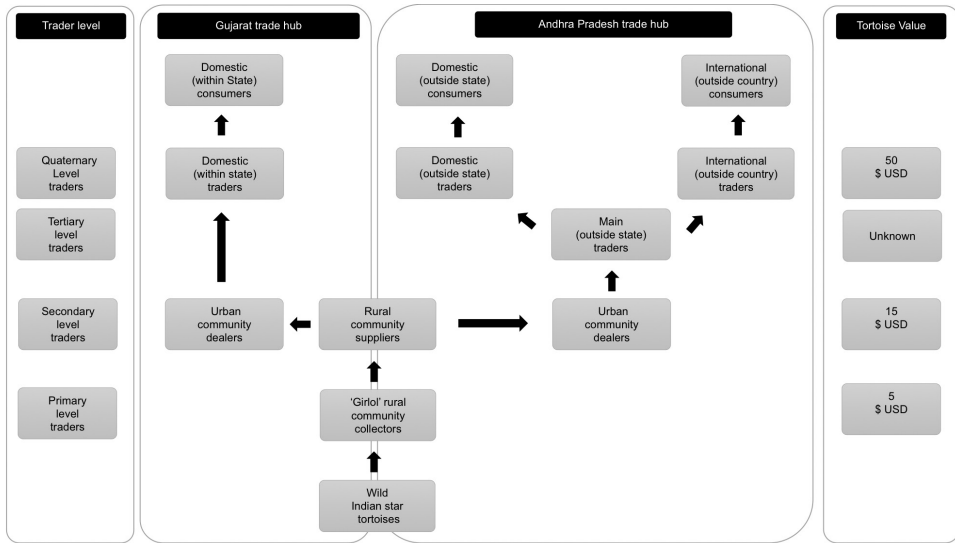 Trader level
Gujarat trade hub
Andhra Pradesh trade hub
Tortoise Value
Domestic
(within State)
consumers
Domestic
(outside state)
consumers
International
(outside country)
consumers
Quaternary
Level
traders
Domestic
(within state)
traders
Domestic
(outside state)
traders
International
(outside country)
traders
50
$ USD
Tertiary
level
traders
Main
(outside state)
traders
Unknown
Secondary
level
traders
Urban
community
dealers
Rural
community
suppliers
Urban
community
dealers
15
$ USD
Primary
level
traders
'Girlol' rural
community
collectors
5
$ USD
Wild
Indian star
tortoises